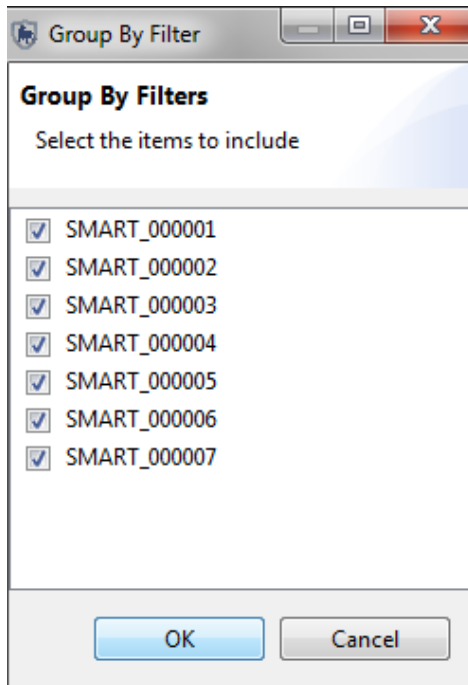 Group By Filter
Group By Filters
Select the items to include
SMART_000001
SMART_000002
SMART_000003
SMART_000004
SMART_000005
SMART_000006
SMART_000007
OK Cancel